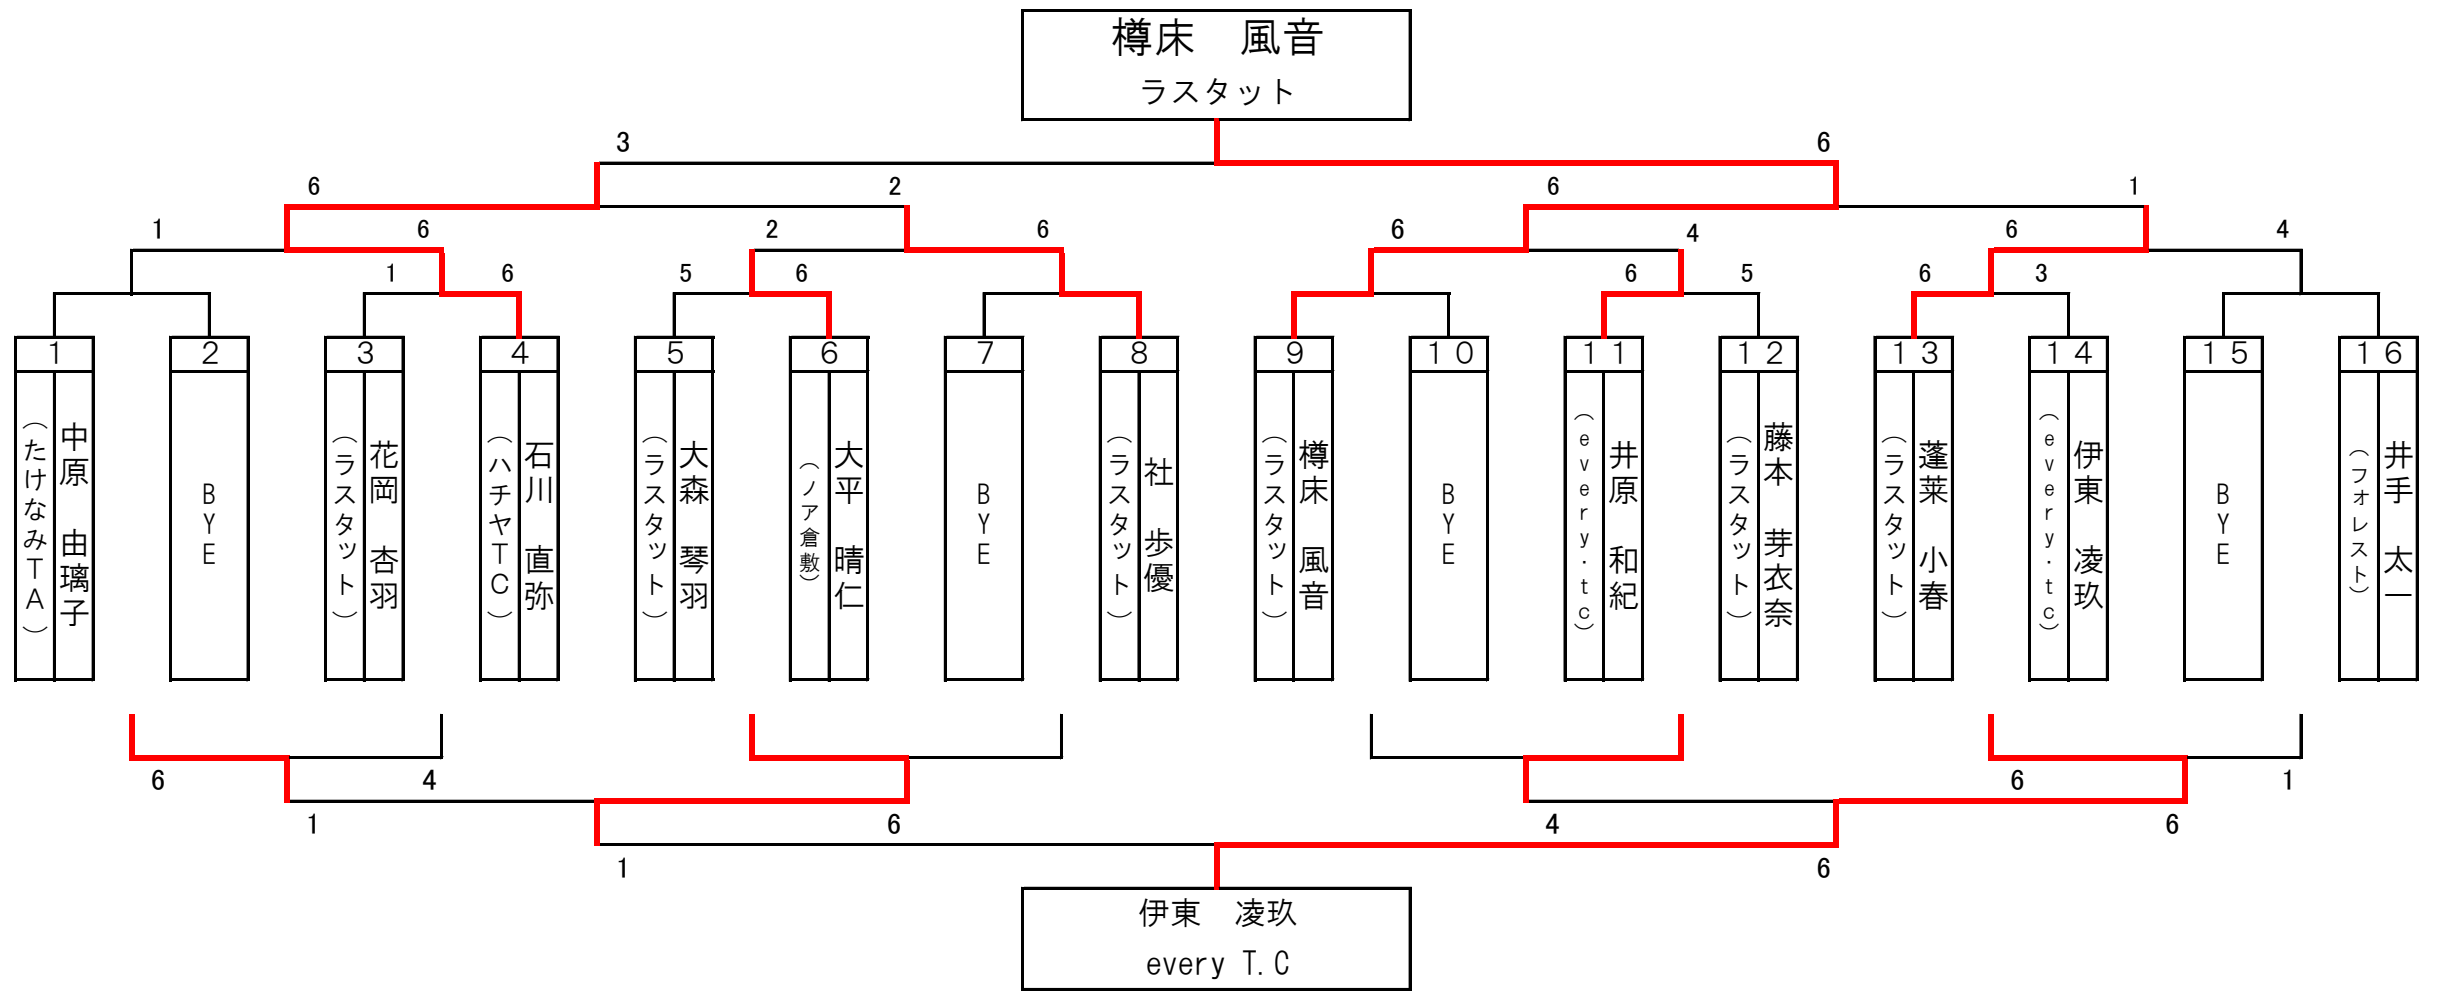 樽床　風音
ラスタット
3
6
6
2
6
1
1
6
2
6
6
4
6
4
1
6
5
6
6
5
6
3
1
2
3
4
5
6
7
8
9
10
11
12
13
14
15
16
中原　由璃子
（たけなみTA）
BYE
花岡　杏羽
（ラスタット）
石川　直弥
（ハチヤTC）
大森　琴羽
（ラスタット）
大平　晴仁
（ノア倉敷）
BYE
社　歩優
（ラスタット）
樽床　風音
（ラスタット）
BYE
井原　和紀
（every.tc）
藤本　芽衣奈
（ラスタット）
蓬莱　小春
（ラスタット）
伊東　凌玖
（every.tc）
BYE
井手　太一
（フォレスト）
6
4
6
1
1
6
4
6
1
6
伊東　凌玖
every T.C